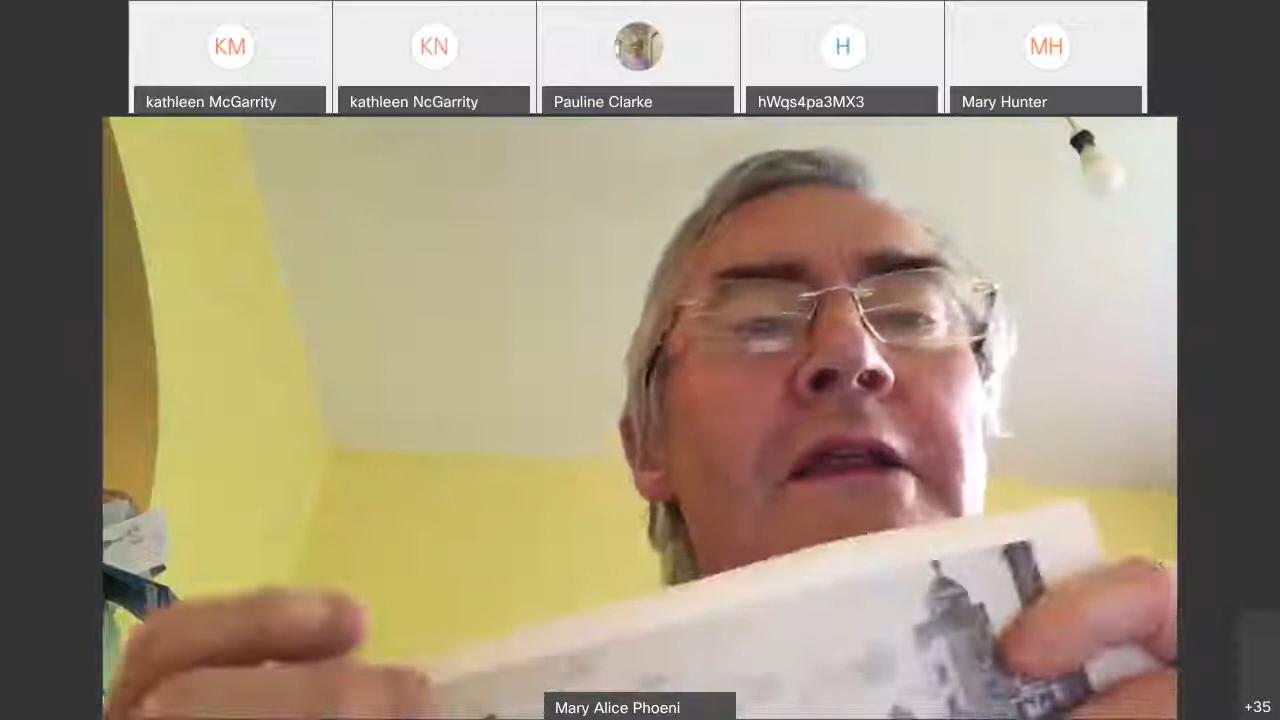 KM
KN
H
MH
kathleen McGarrity
kathleen NcGarrity
Pauline Clarke
hWqs4pa3MX3
Mary Hunter
Mary Alice Phoeni
+35